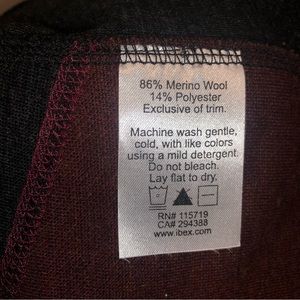 86% Merino Wool
14% Polyester
Exclusive of trim.
Machine wash gentle,
cold, with like colors
using a mild detergent.
Do not bleach.
Lay flat to dry.
RN# 115719
CA# 294388
www.ibex.com